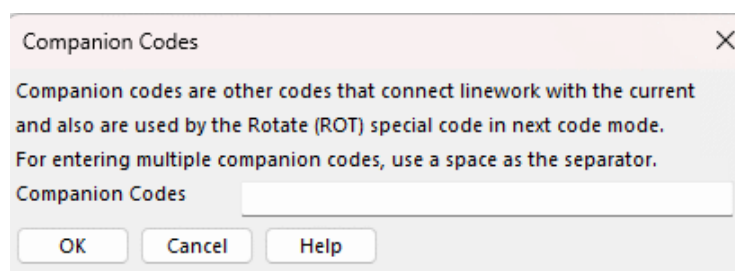 Companion Codes
Companion codes are other codes that connect linework with the current
and also are used by the Rotate (ROT) special code in next code mode.
For entering multiple companion codes, use a space as the separator.
Companion Codes
OK Cancel Help